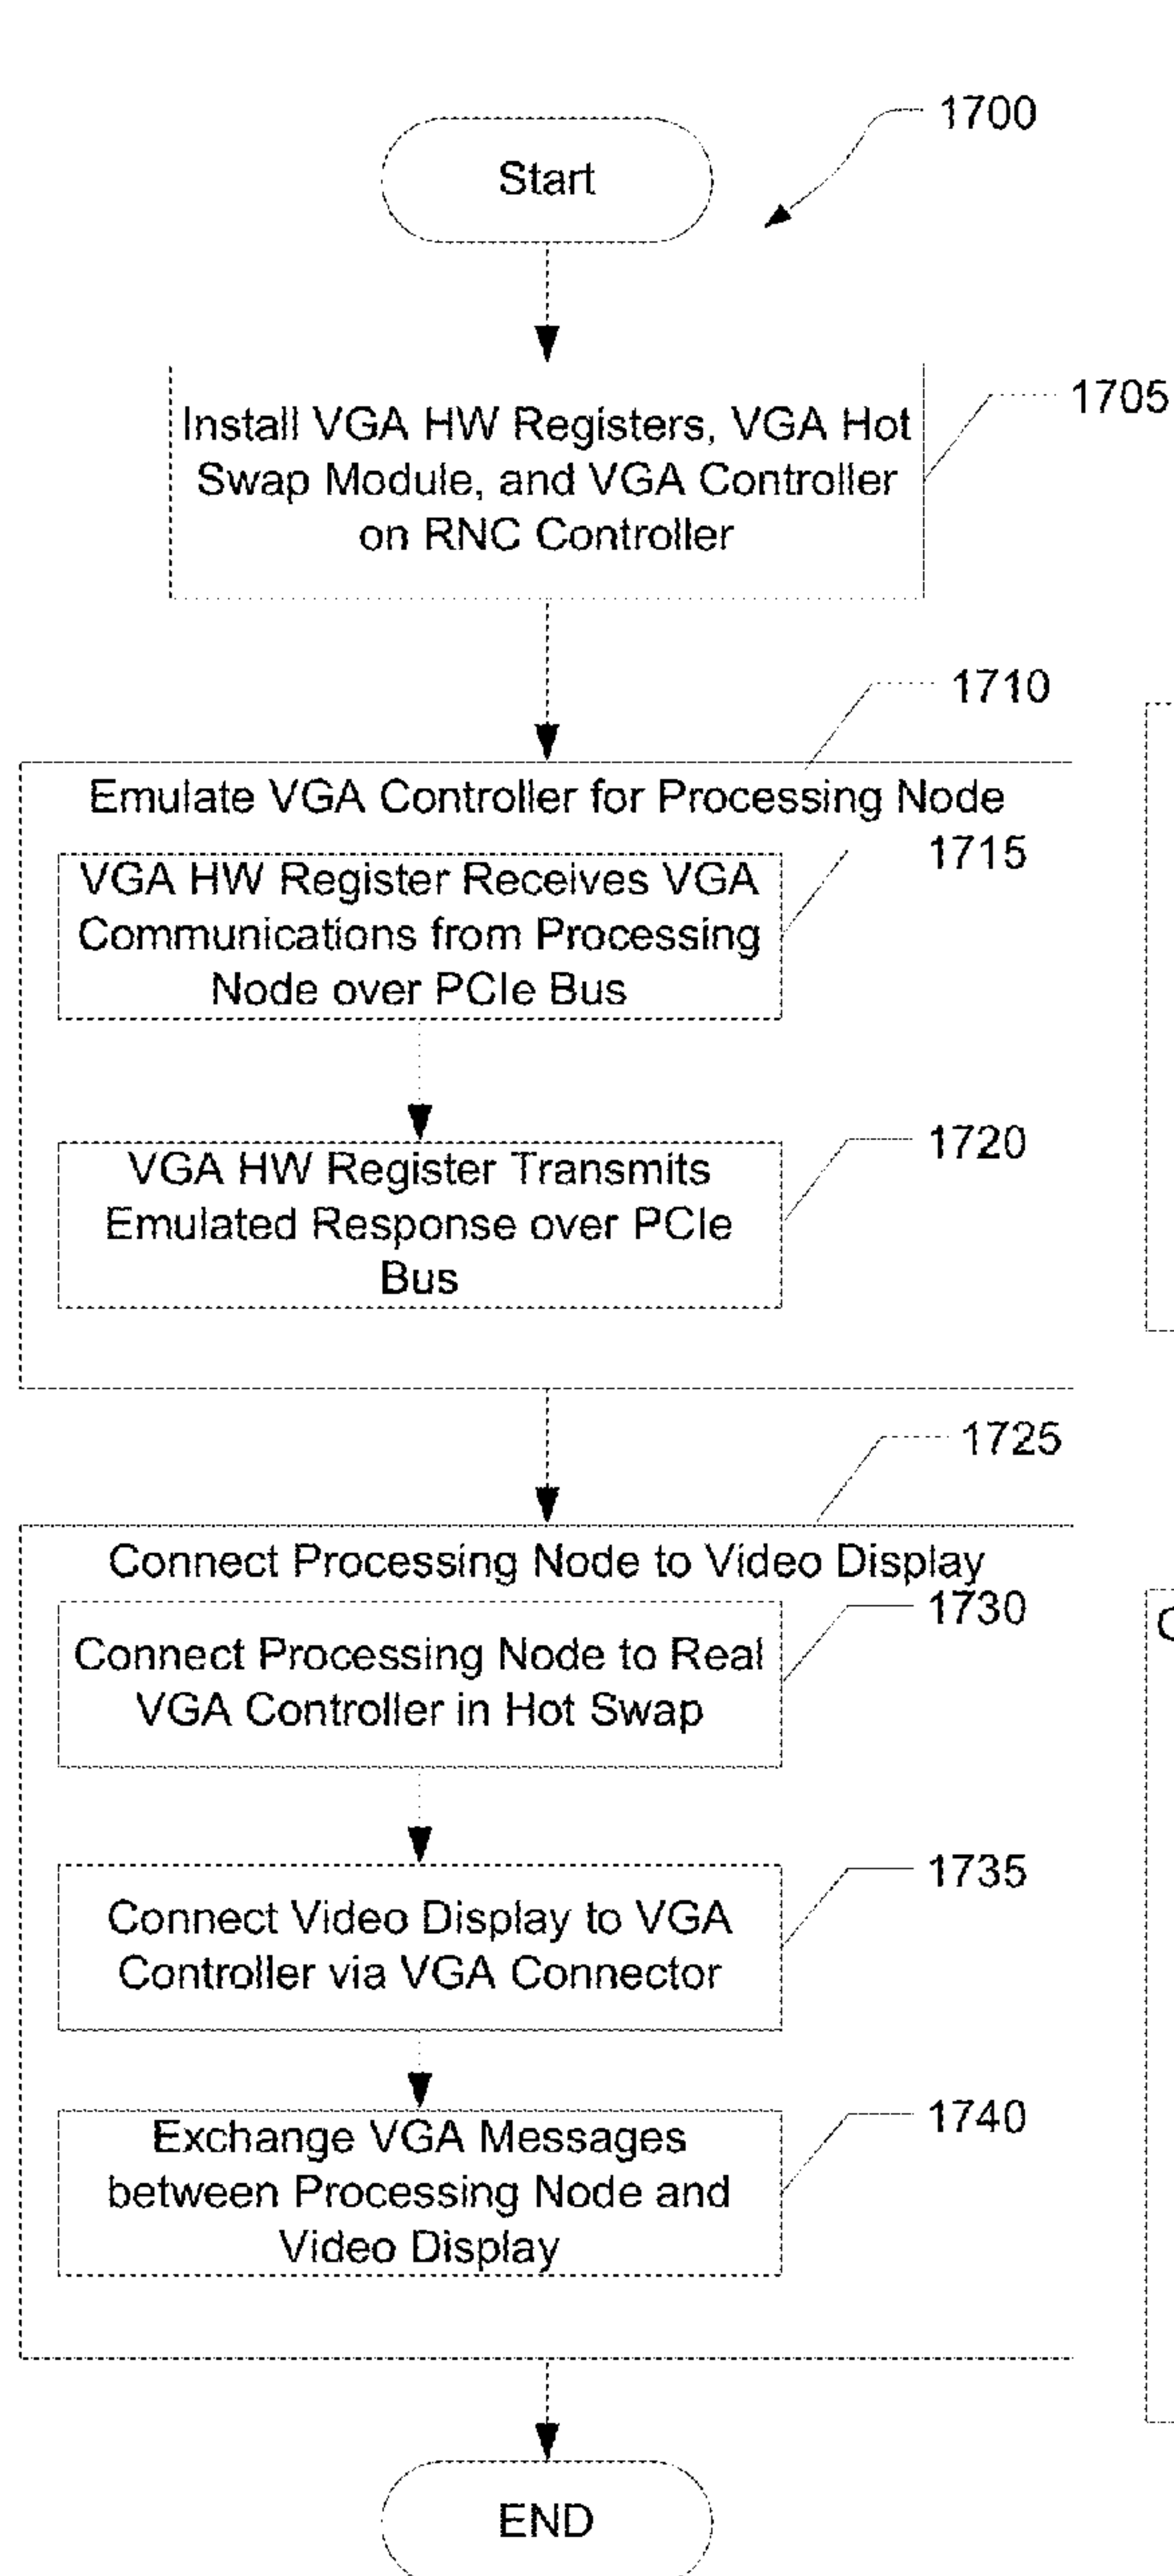 1700
Start
1705
Install VGA HW Registers, VGA Hot
Swap Module, and VGA Controller
on RNC Controller
1710
Emulate VGA Controller for Processing Node
1715
VGA HW Register Receives VGA
Communications from Processing
Node over PCIe Bus
1720
VGA HW Register Transmits
Emulated Response over PCIe
Bus
1725
Connect Processing Node to Video Display
1730
Connect Processing Node to Real
VGA Controller in Hot Swap
1735
Connect Video Display to VGA
Controller via VGA Connector
1740
Exchange VGA Messages
between Processing Node and
Video Display
END